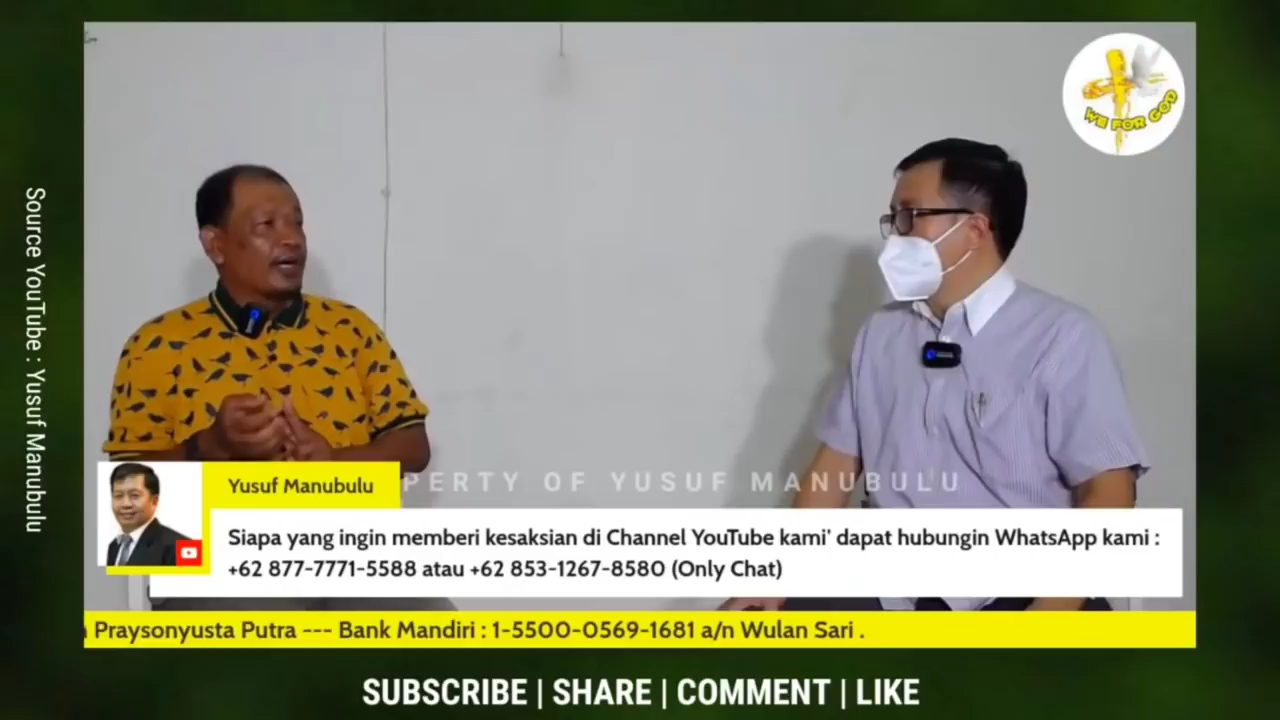 WE FOR GOD
Source YouTube : Yusuf Manubulu
PERTY OF YUSUF MANUBULU
Yusuf Manubulu
Siapa yang ingin memberi kesaksian di Channel YouTube kami' dapat hubungin WhatsApp kami :
+62 877-7771-5588 atau +62 853-1267-8580 (Only Chat)
Praysonyusta Putra --- Bank Mandiri : 1-5500-0569-1681 a/n Wulan Sari .
SUBSCRIBE | SHARE | COMMENT | LIKE